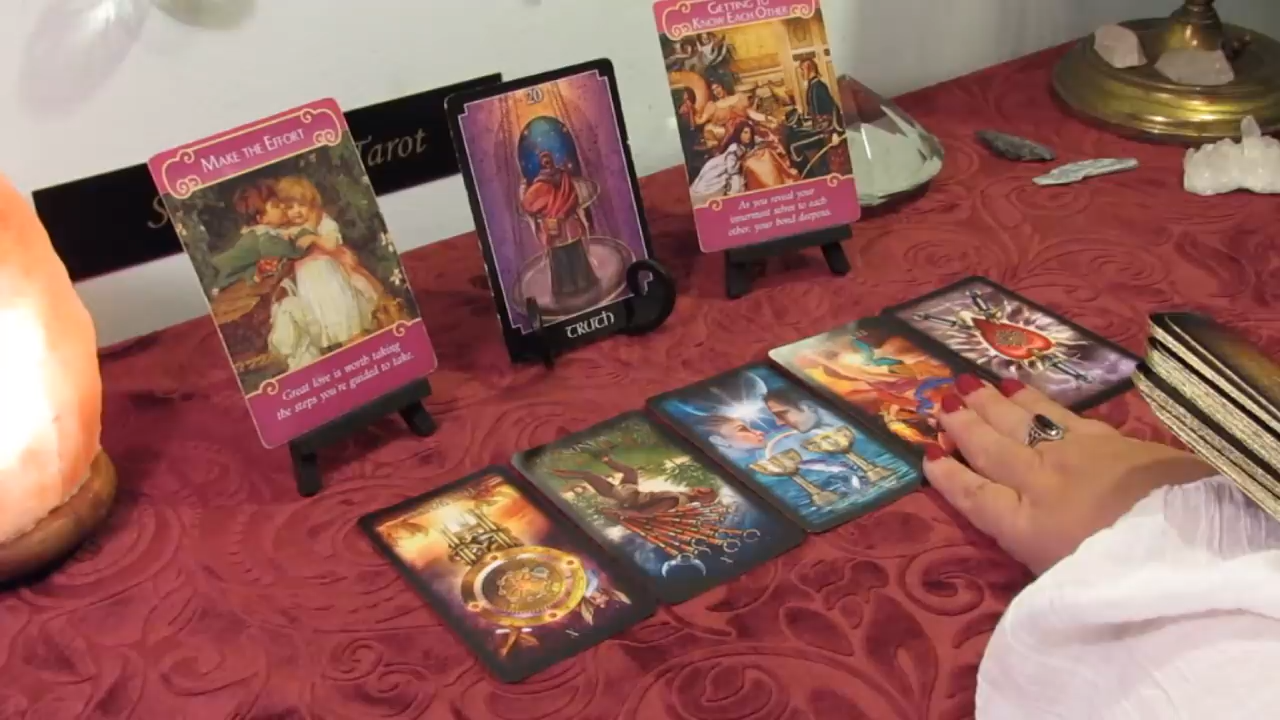 MAKE THE EFFORT
Great love is worth taking
the steps you're guided to take.
Tarot
20
TRUTH
GETTING TO
KNOW EACH OTHER
As you reveal your
innermost selves to each
other, your bond deepens.
X
X